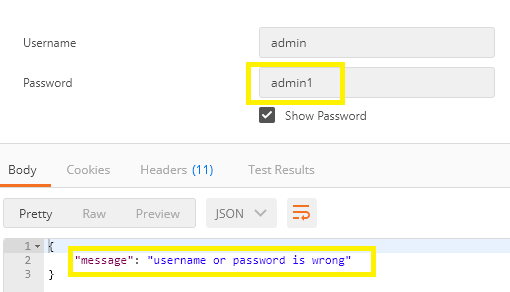 Username admin
Password admin1
Show Password
Body Cookies Headers (11) Test Results
Pretty Raw Preview JSON
1 {
2 "message": "username or password is wrong"
3 }